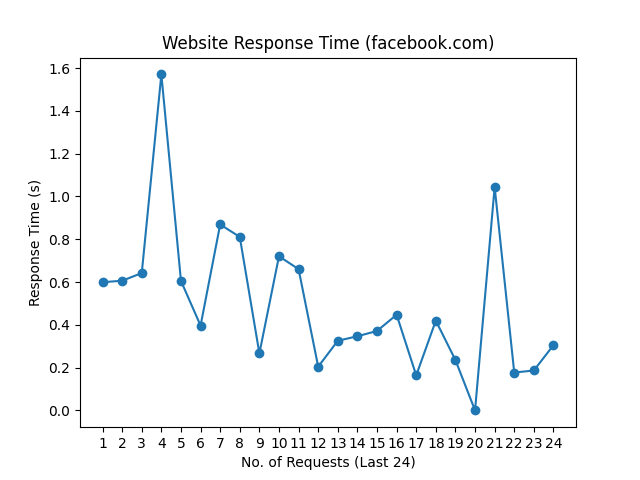 Website Response Time (facebook.com)
1.6
1.4
1.2
1.0
0.8
0.6
0.4
0.2
0.0
Response Time (s)
1 2 3 4 5 6 7 8 9 10 11 12 13 14 15 16 17 18 19 20 21 22 23 24
No. of Requests (Last 24)